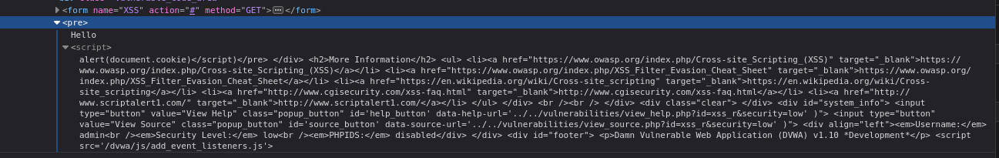 <form name="XSS" action="#" method="GET"></form>
<pre>
Hello
<script>
alert(document.cookie)</script)</pre> </div> <h2>More Information</h2> <ul> <li><a href="https://www.owasp.org/index.php/Cross-site_Scripting_(XSS)" target="_blank">https://
www.owasp.org/index.php/Cross-site_Scripting_(XSS)</a></li> <li><a href="https://www.owasp.org/index.php/XSS_Filter_Evasion_Cheat_Sheet" target="_blank">https://www.owasp.org/
index.php/XSS_Filter_Evasion_Cheat_Sheet</a></li> <li><a href="https://en.wikipedia.org/wiki/Cross-site_scripting" target="_blank">https://en.wikipedia.org/wiki/Cross-
site_scripting</a></li> <li><a href="http://www.cgisecurity.com/xss-faq.html" target="_blank">http://www.cgisecurity.com/xss-faq.html</a></li> <li><a href="http://
www.scriptalert1.com/" target="_blank">http://www.scriptalert1.com/</a></li> </ul> </div> <br /><br /> </div> <div class="clear"> </div> <div id="system_info"> <input
type="button" value="View Help" class="popup_button" id='help_button' data-help-url='../../vulnerabilities/view_help.php?id=xss_r&security=low' )"> <input type="button"
value="View Source" class="popup_button" id='source_button' data-source-url='../../vulnerabilities/view_source.php?id=xss_r&security=low' )"> <div align="left"><em>Username:</em>
admin<br /><em>Security Level:</em> low<br /><em>PHPIDS:</em> disabled</div> </div> <div id="footer"> <p>Damn Vulnerable Web Application (DVWA) v1.10 *Development*</p> <script
src='/dvwa/js/add_event_listeners.js'>